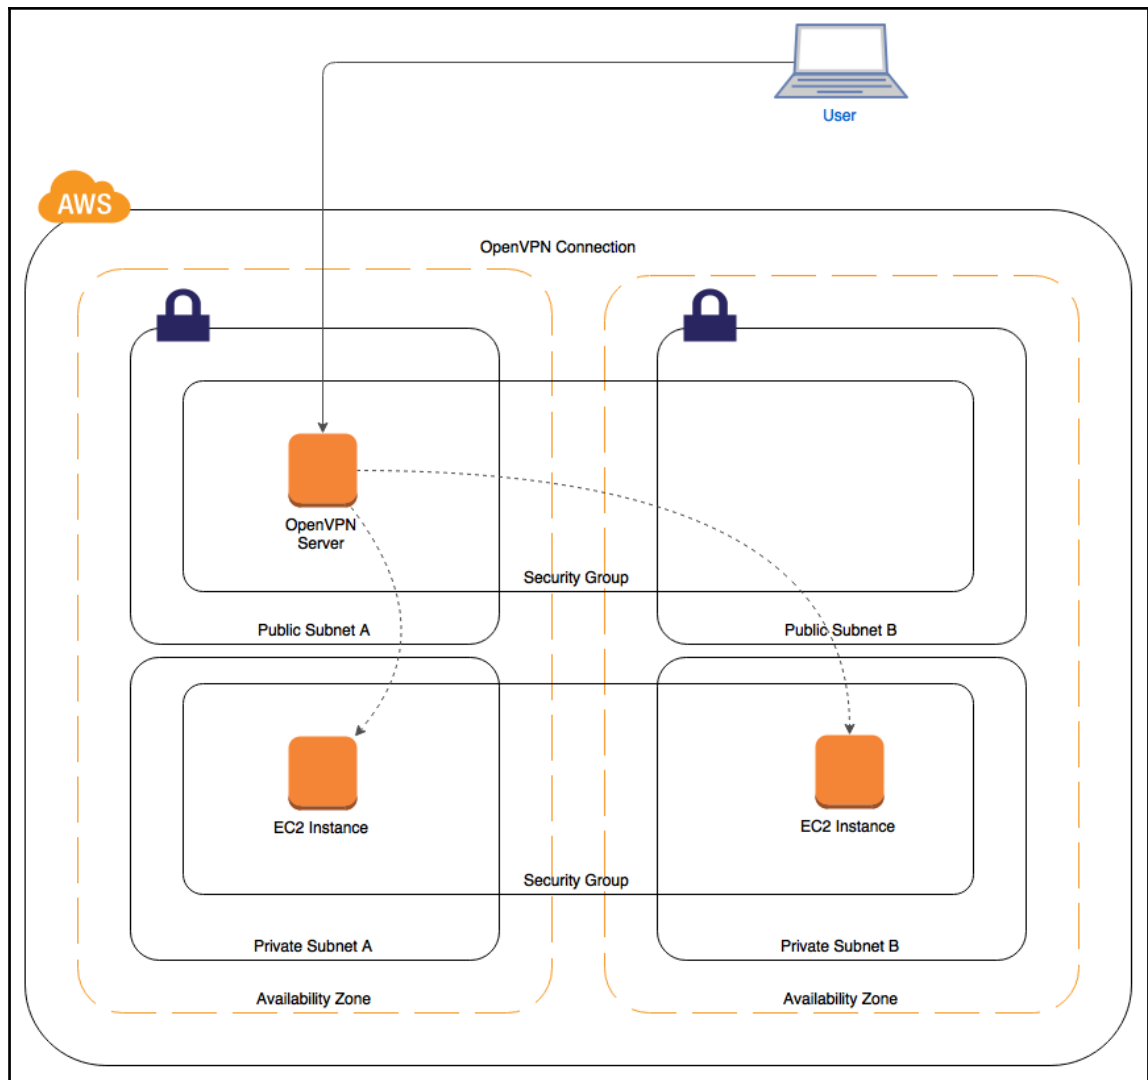 User
AWS
OpenVPN Connection
OpenVPN
Server
Security Group
Public Subnet A
Public Subnet B
EC2 Instance
EC2 Instance
Security Group
Private Subnet A
Private Subnet B
Availability Zone
Availability Zone